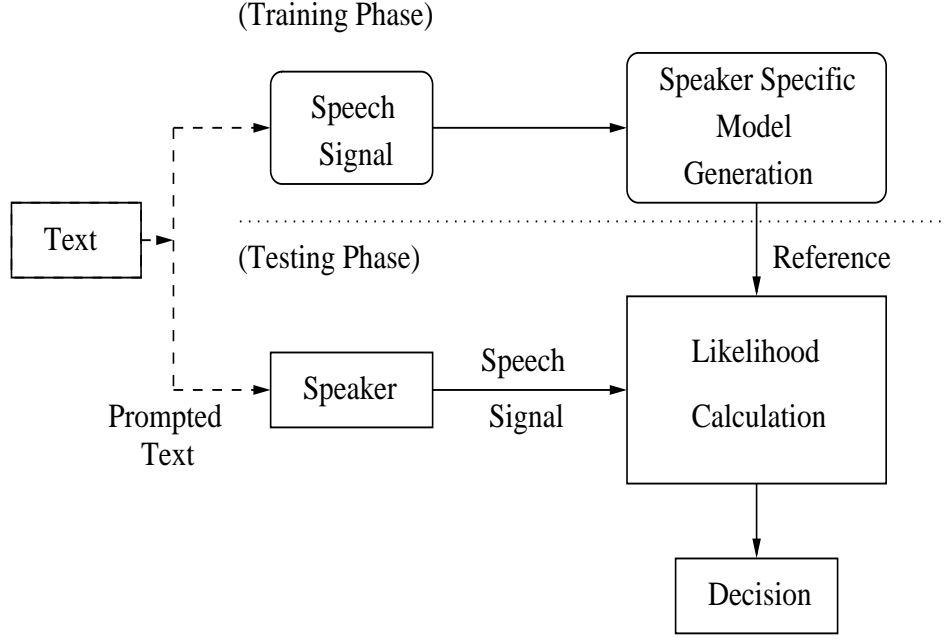 (Training Phase)
Speech
Signal
Speaker Specific
Model
Generation
Text
(Testing Phase)
Reference
Speaker
Speech
Signal
Likelihood
Calculation
Prompted
Text
Decision